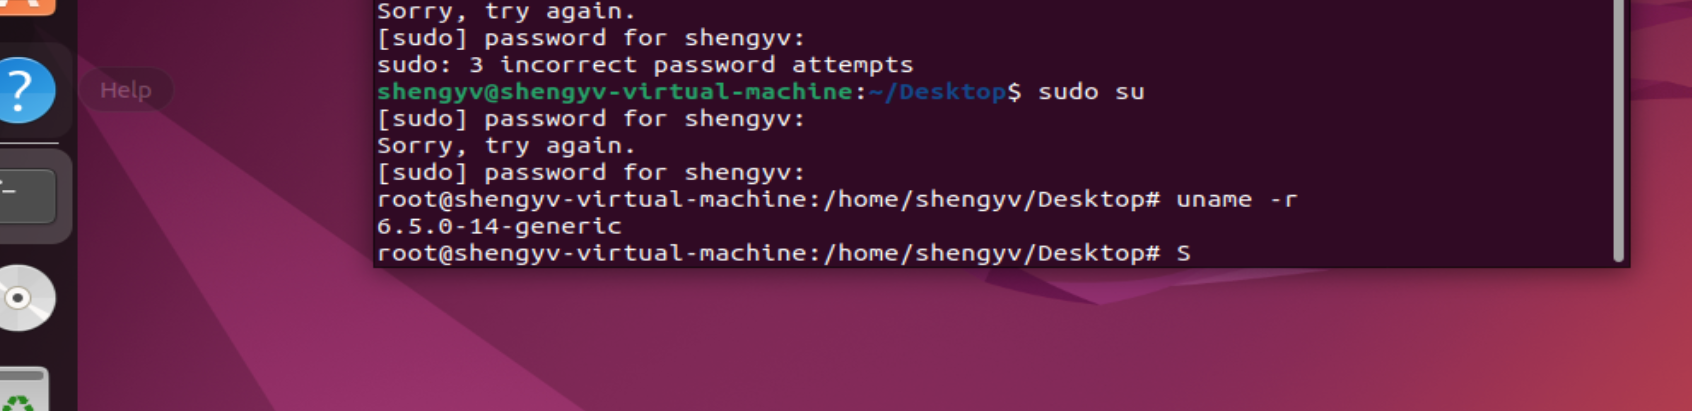 Sorry, try again.
[sudo] password for shengyv:
sudo: 3 incorrect password attempts
shengyv@shengyv-virtual-machine:~/Desktop$ sudo su
[sudo] password for shengyv:
Sorry, try again.
[sudo] password for shengyv:
root@shengyv-virtual-machine:/home/shengyv/Desktop# uname -r
6.5.0-14-generic
root@shengyv-virtual-machine:/home/shengyv/Desktop# S
?
Help